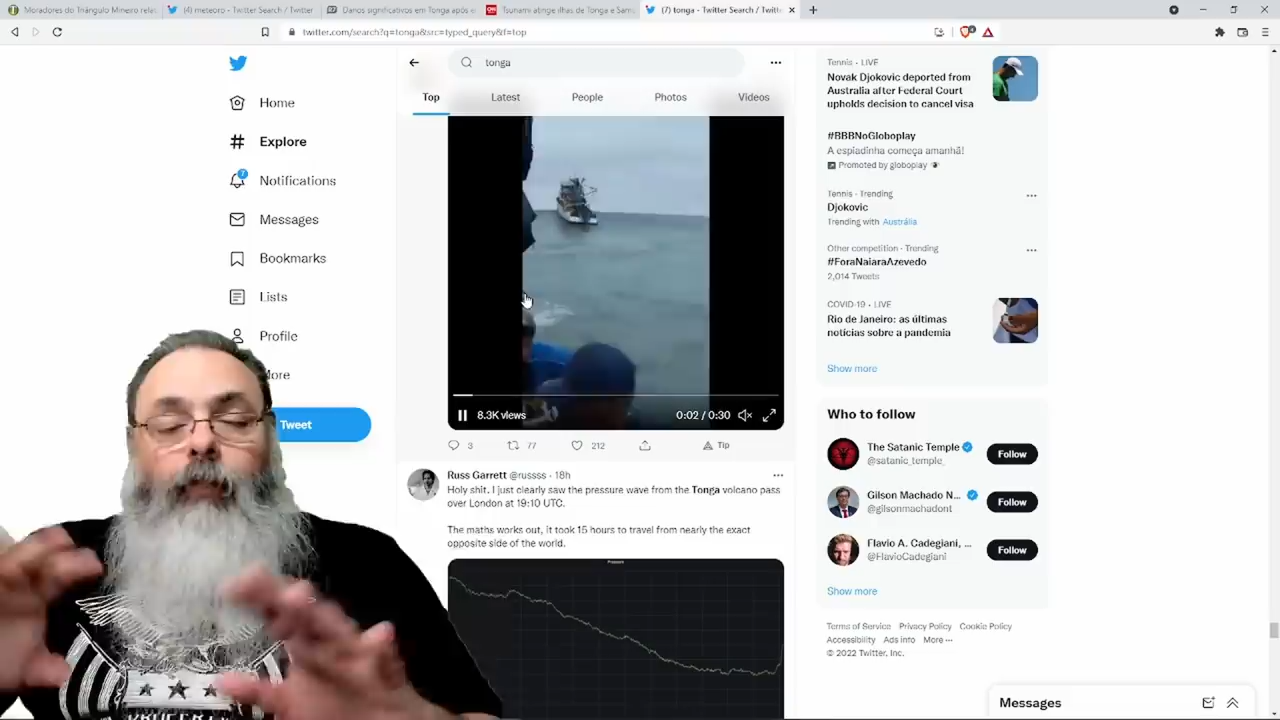 Moradores do Triângulo Mineiro relat
(4) meteoro - Twitter Search / Twitter
Danos significativos em Tonga após e
Tsunami atinge ilhas de Tonga e Sam
(7) tonga - Twitter Search / Twitte
twitter.com/search?q=tonga&src=typed_query&f=top
tonga
Top
Latest
People
Photos
Videos
Home
Explore
7
Notifications
Messages
Bookmarks
Lists
Profile
More
Tweet
8.3K views
0:02 / 0:30
3
77
212
Tip
Russ Garrett @russss · 18h
Holy shit. I just clearly saw the pressure wave from the Tonga volcano pass
over London at 19:10 UTC.
The maths works out, it took 15 hours to travel from nearly the exact
opposite side of the world.
Pressure
Tennis · LIVE
Novak Djokovic deported from
Australia after Federal Court
upholds decision to cancel visa
#BBBNoGloboplay
A espiadinha começa amanhã!
Promoted by globoplay
Tennis · Trending
Djokovic
Trending with Austrália
Other competition · Trending
#ForaNaiaraAzevedo
2,014 Tweets
COVID-19 · LIVE
Rio de Janeiro: as últimas
notícias sobre a pandemia
Show more
Who to follow
The Satanic Temple
@satanic_temple_
Follow
Gilson Machado N...
@gilsonmachadont
Follow
Flavio A. Cadegiani, ...
@FlavioCadegiani
Follow
Show more
Terms of Service Privacy Policy Cookie Policy
Accessibility Ads info More ···
© 2022 Twitter, Inc.
Messages